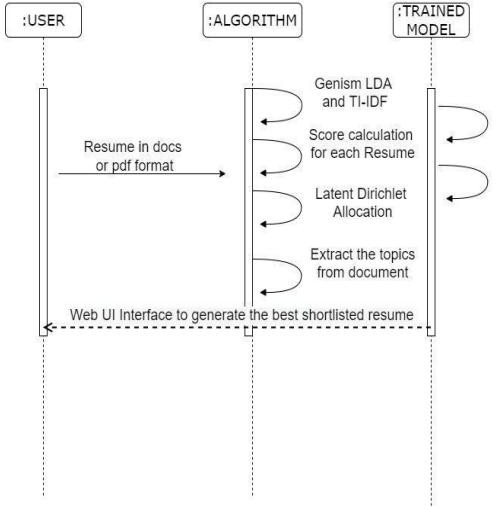 :USER
:ALGORITHM
:TRAINED
MODEL
Genism LDA
and TI-IDF
Score calculation
for each Resume
Resume in docs
or pdf format
Latent Dirichlet
Allocation
Extract the topics
from document
Web UI Interface to generate the best shortlisted resume